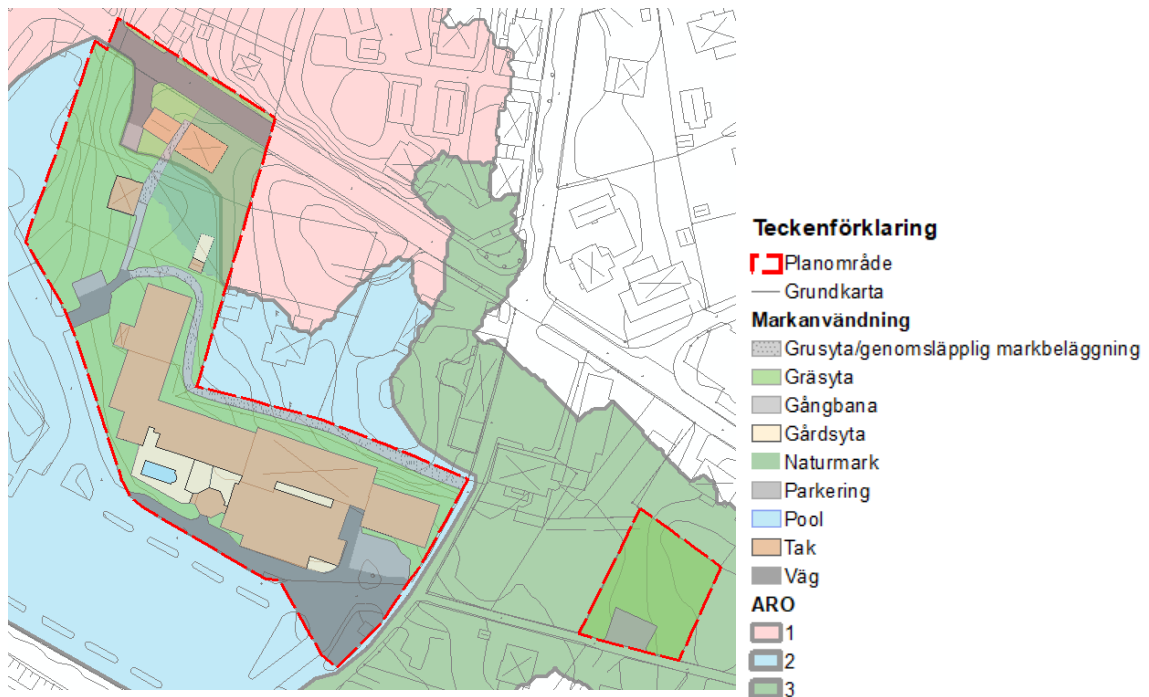 Teckenförklaring
Planområde
Grundkarta
Markanvändning
Grusyta/genomsläpplig markbeläggning
Gräsyta
Gångbana
Gårdsyta
Naturmark
Parkering
Pool
Tak
Väg
ARO
1
2
3